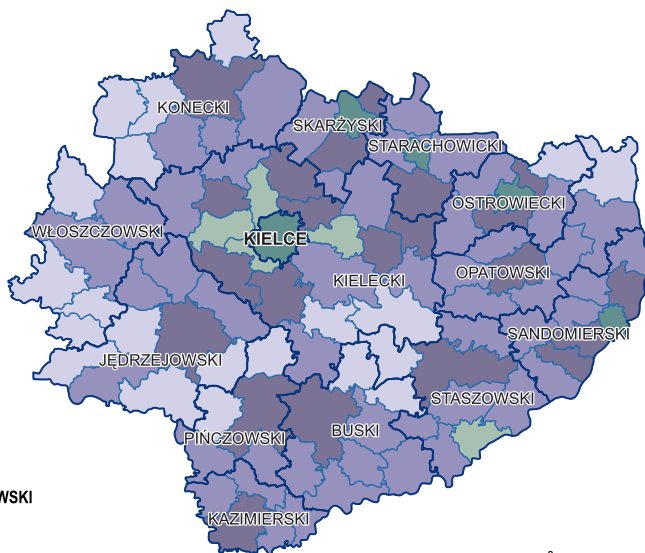 KONECKI
SKARŻYSKI
STARACHOWICKI
OSTROWIECKI
WŁOSZCZOWSKI
KIELCE
KIELECKI
OPATOWSKI
SANDOMIERSKI
JĘDRZEJOWSKI
STASZOWSKI
PIŃCZOWSKI
BUSKI
WSKI
KAZIMIERSKI